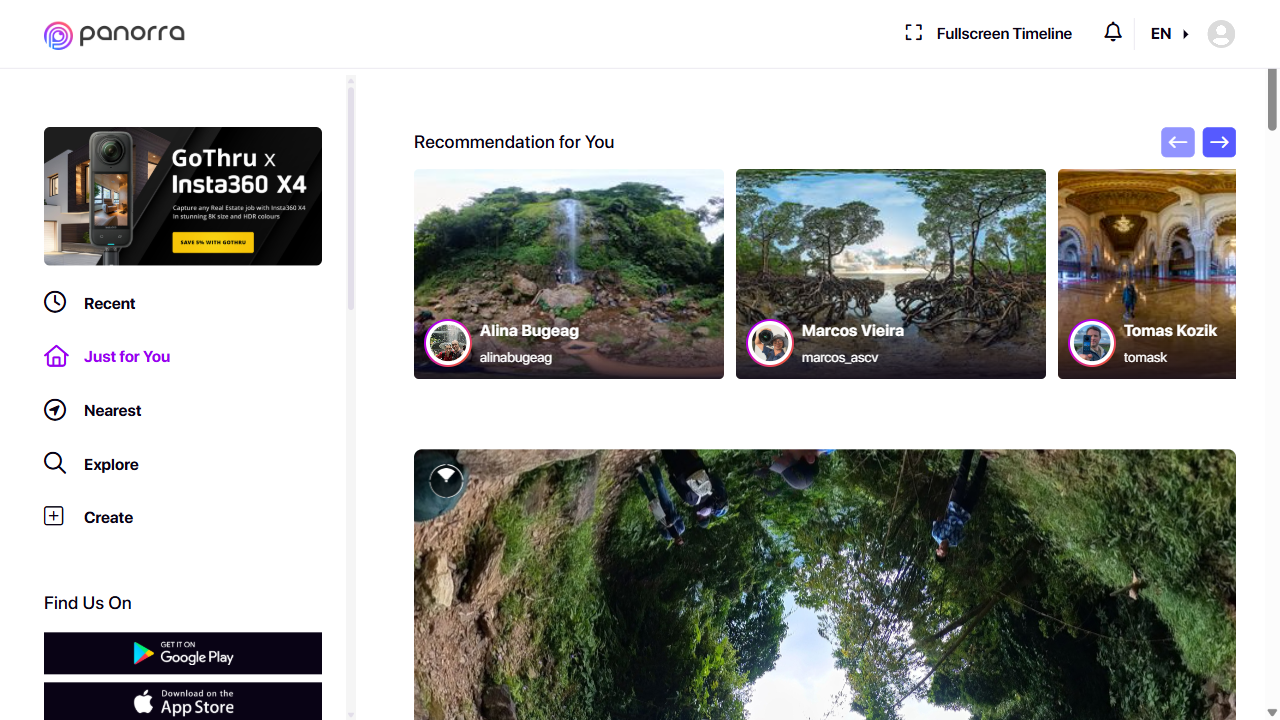 panorra
Fullscreen Timeline
EN
GoThru x
Insta360 X4
Capture any Real Estate job with Insta360 X4
in stunning 8K size and HDR colours
SAVE 5% WITH GOTHRU
Recent
Just for You
Nearest
Explore
Create
Find Us On
GET IT ON
Google Play
Download on the
App Store
Recommendation for You
Alina Bugeag
alinabugeag
Marcos Vieira
marcos_ascv
Tomas Kozik
tomask